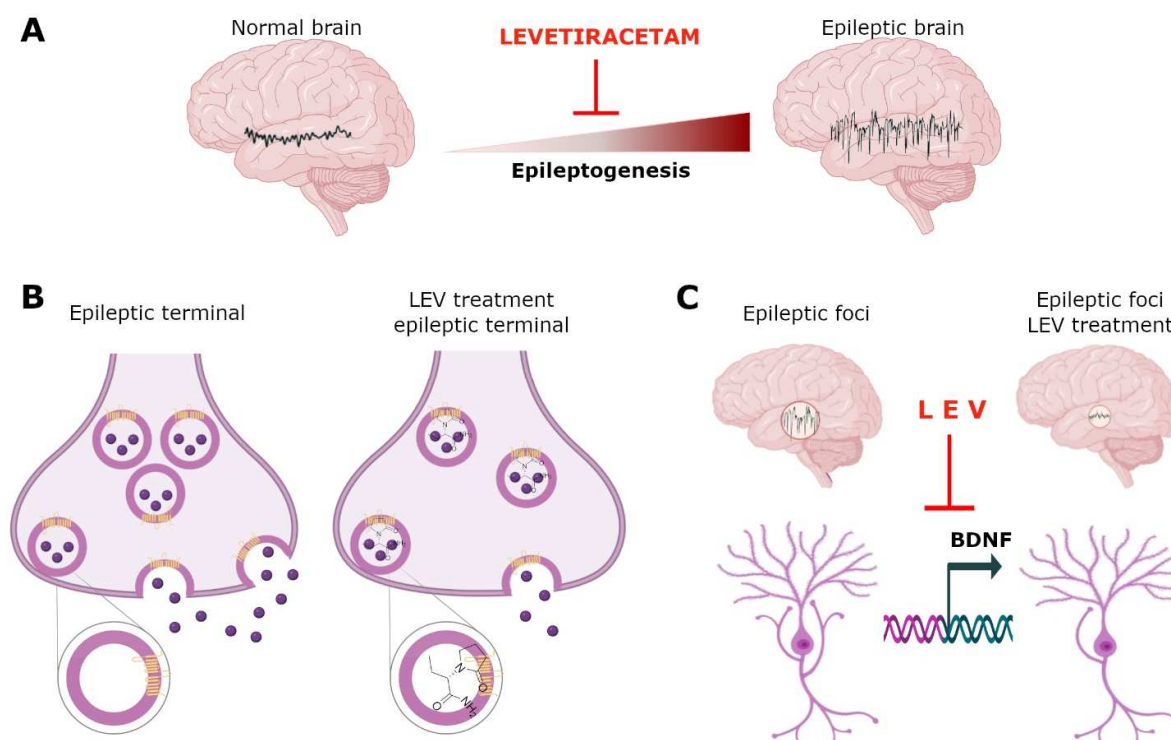 A
Normal brain
LEVETIRACETAM
Epileptic brain
Epileptogenesis
B
Epileptic terminal
LEV treatment
epileptic terminal
C
Epileptic foci
Epileptic foci
LEV treatment
L E V
BDNF
N
O
O
NH₂